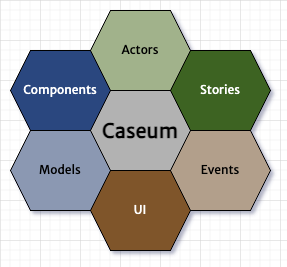 Actors
Components
Stories
Caseum
Models
Events
UI